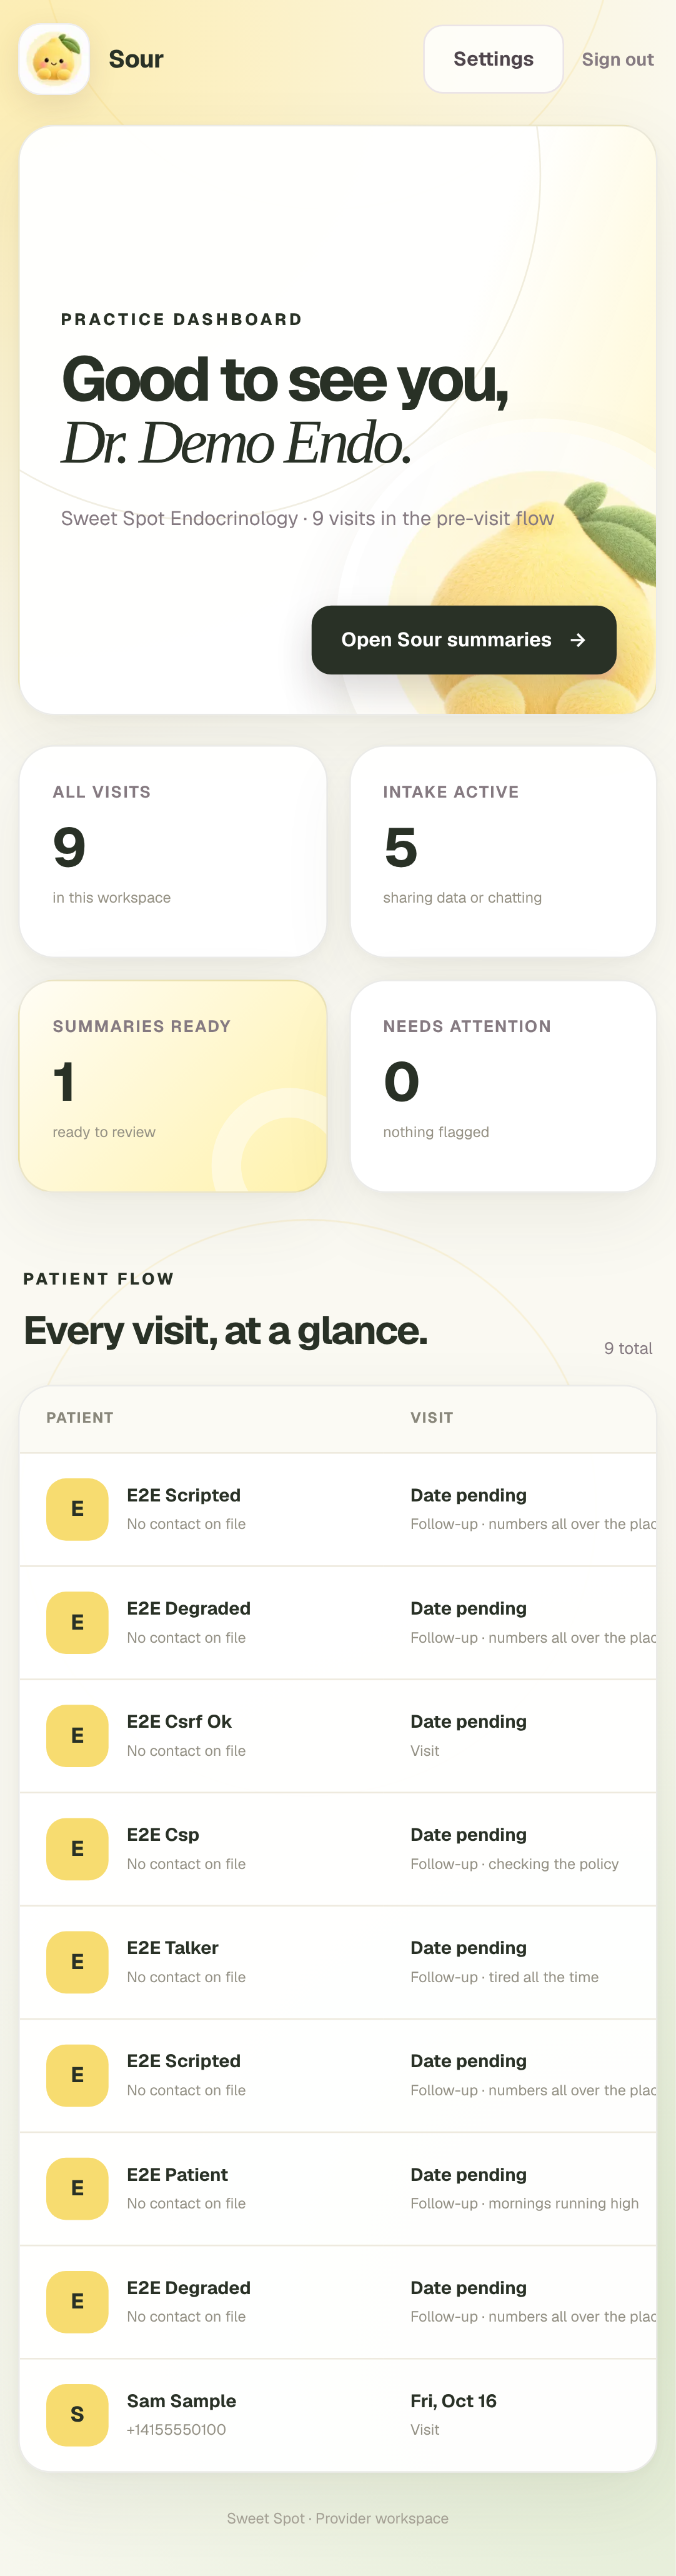 Sour
Settings
Sign out
PRACTICE DASHBOARD
Good to see you,
Dr. Demo Endo.
Sweet Spot Endocrinology · 9 visits in the pre-visit flow
Open Sour summaries →
ALL VISITS
9
in this workspace
INTAKE ACTIVE
5
sharing data or chatting
SUMMARIES READY
1
ready to review
NEEDS ATTENTION
0
nothing flagged
PATIENT FLOW
Every visit, at a glance.
9 total
PATIENT VISIT
E
E2E Scripted
No contact on file
Date pending
Follow-up · numbers all over the plac
E
E2E Degraded
No contact on file
Date pending
Follow-up · numbers all over the plac
E
E2E Csrf Ok
No contact on file
Date pending
Visit
E
E2E Csp
No contact on file
Date pending
Follow-up · checking the policy
E
E2E Talker
No contact on file
Date pending
Follow-up · tired all the time
E
E2E Scripted
No contact on file
Date pending
Follow-up · numbers all over the plac
E
E2E Patient
No contact on file
Date pending
Follow-up · mornings running high
E
E2E Degraded
No contact on file
Date pending
Follow-up · numbers all over the plac
S
Sam Sample
+14155550100
Fri, Oct 16
Visit
Sweet Spot · Provider workspace